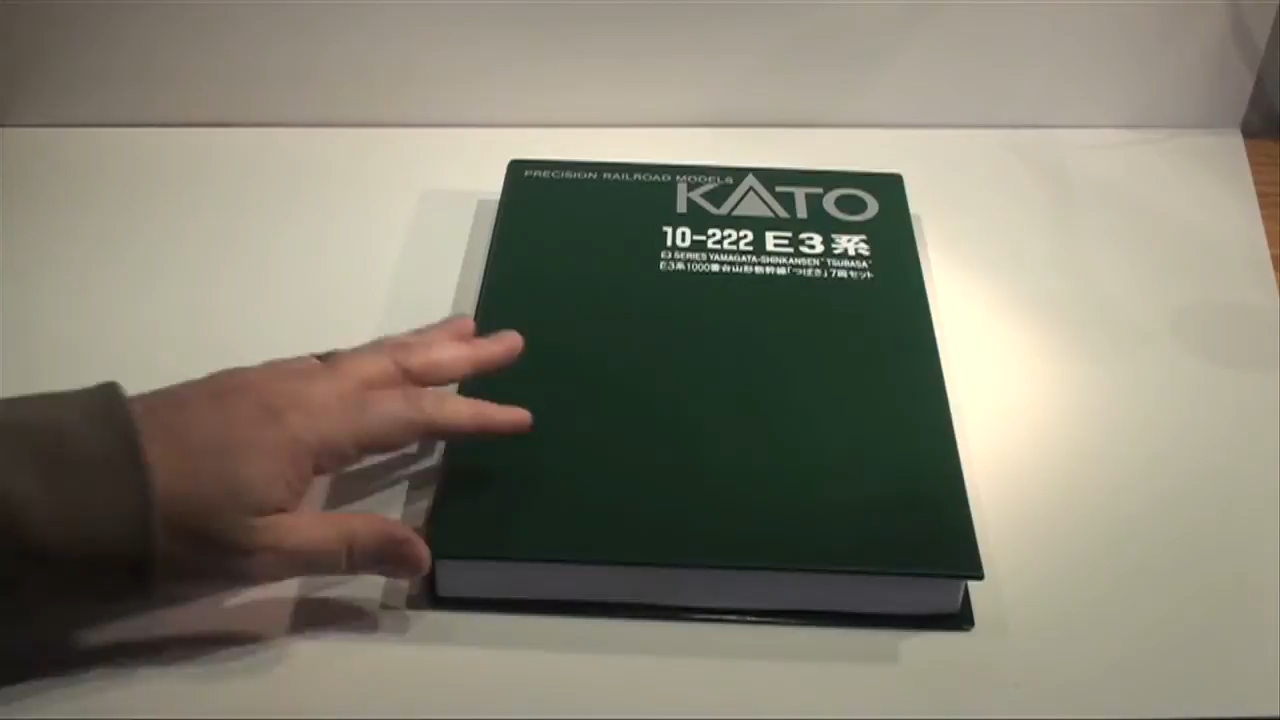 PRECISION RAILROAD MODELS
KATO
10-222 E3系
E3 SERIES YAMAGATA-SHINKANSEN "TSUBASA"
E3系1000番台山形新幹線「つばさ」7両セット